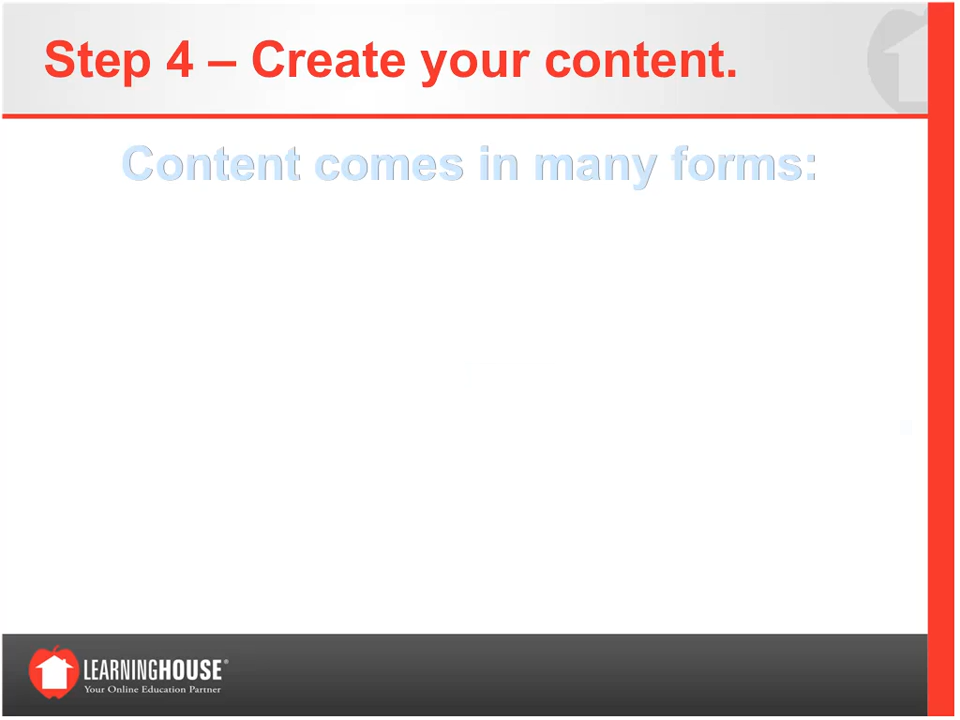 Step 4 – Create your content.
Content comes in many forms:
LEARNINGHOUSE®
Your Online Education Partner